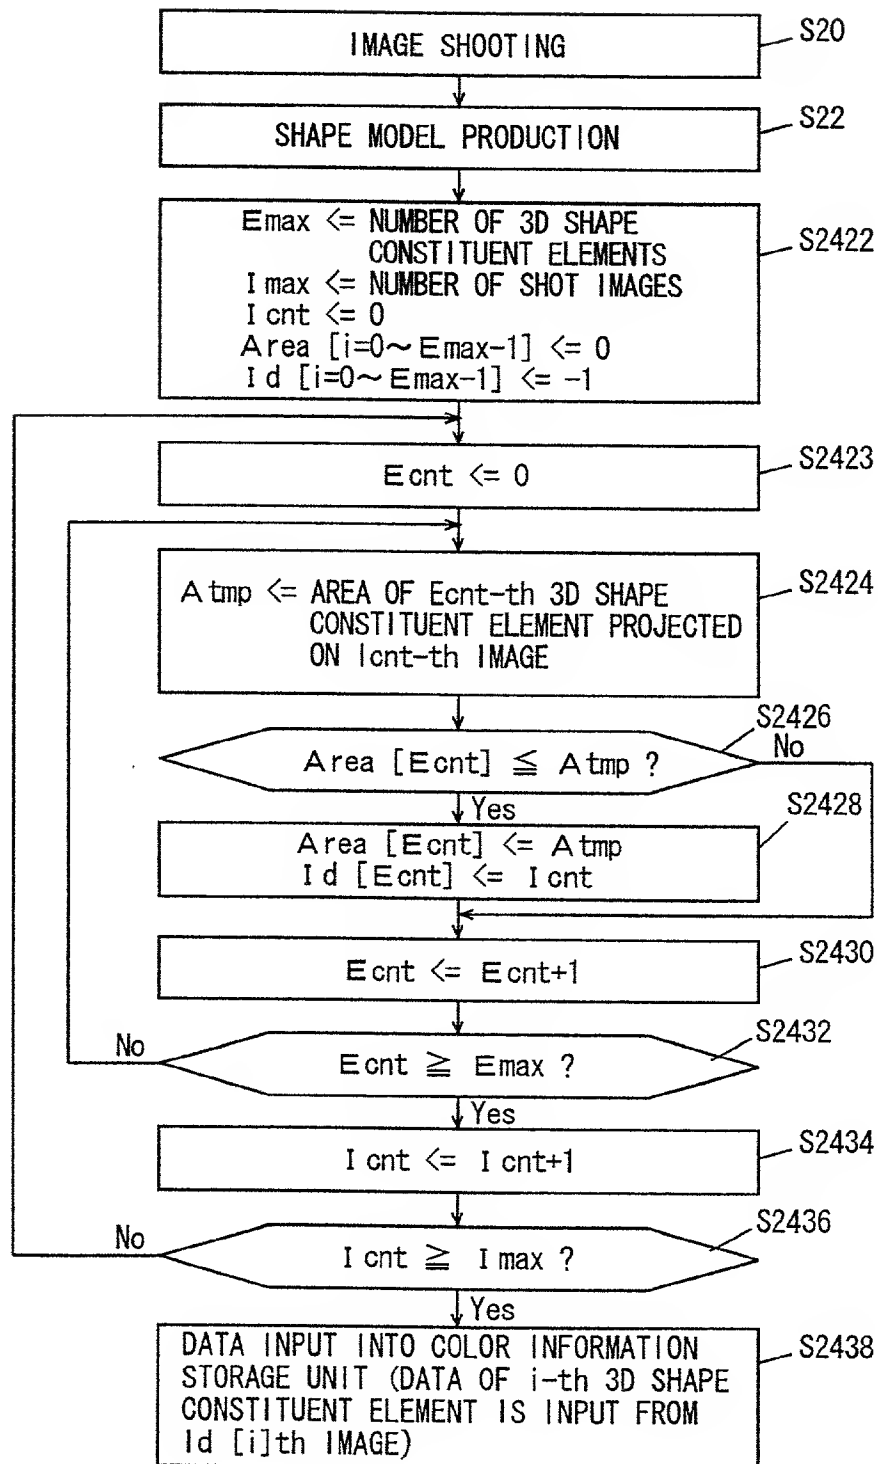 IMAGE SHOOTING
S20
SHAPE MODEL PRODUCTION
S22
Emax <= NUMBER OF 3D SHAPE
CONSTITUENT ELEMENTS
Imax <= NUMBER OF SHOT IMAGES
Icnt <= 0
Area [i=0~Emax-1] <= 0
Id [i=0~Emax-1] <= -1
S2422
Ecnt <= 0
S2423
Atmp <= AREA OF Ecnt-th 3D SHAPE
CONSTITUENT ELEMENT PROJECTED
ON Icnt-th IMAGE
S2424
Area [Ecnt] ≦ Atmp ?
S2426
No
Yes
Area [Ecnt] <= Atmp
Id [Ecnt] <= Icnt
S2428
Ecnt <= Ecnt+1
S2430
Ecnt ≧ Emax ?
S2432
No
Yes
Icnt <= Icnt+1
S2434
Icnt ≧ Imax ?
S2436
No
Yes
DATA INPUT INTO COLOR INFORMATION
STORAGE UNIT (DATA OF i-th 3D SHAPE
CONSTITUENT ELEMENT IS INPUT FROM
Id [i]th IMAGE)
S2438